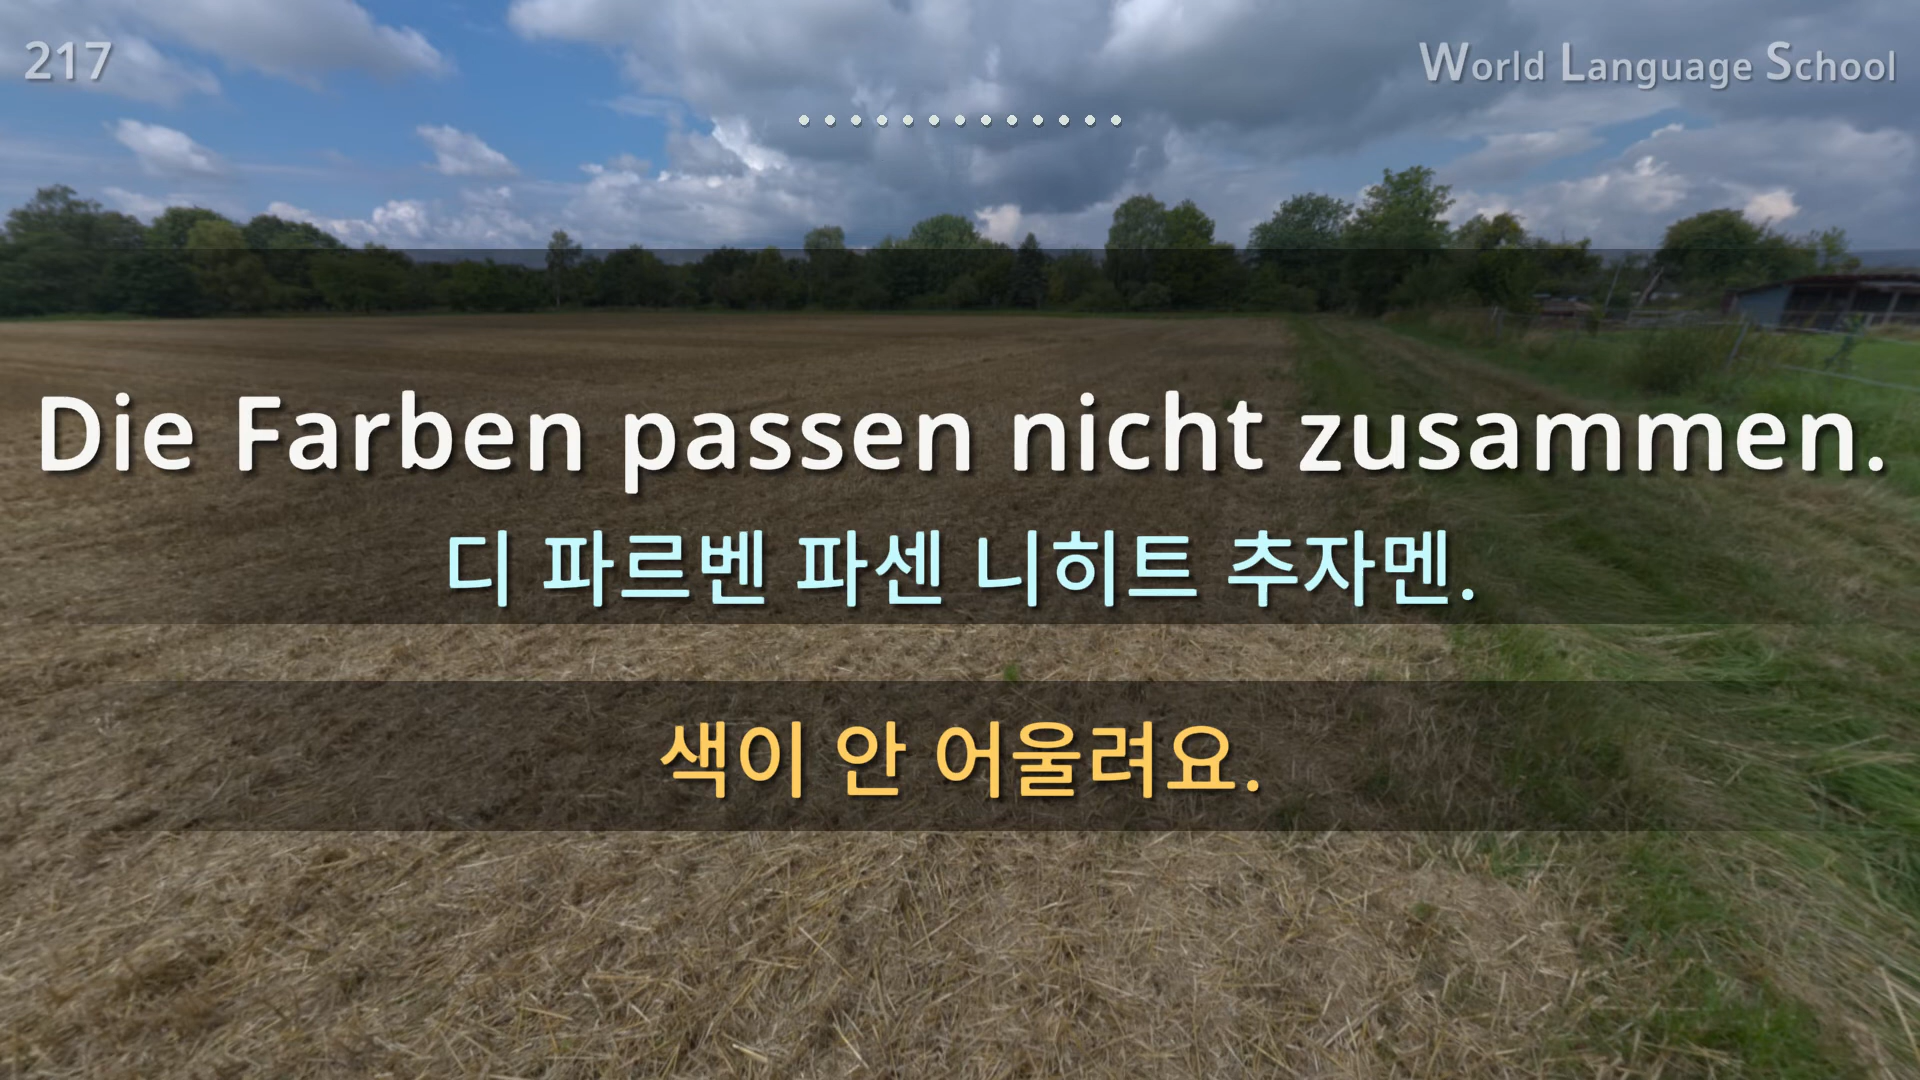 217
World Language School
Die Farben passen nicht zusammen.
디 파르벤 파센 니히트 추자멘.
색이 안 어울려요.